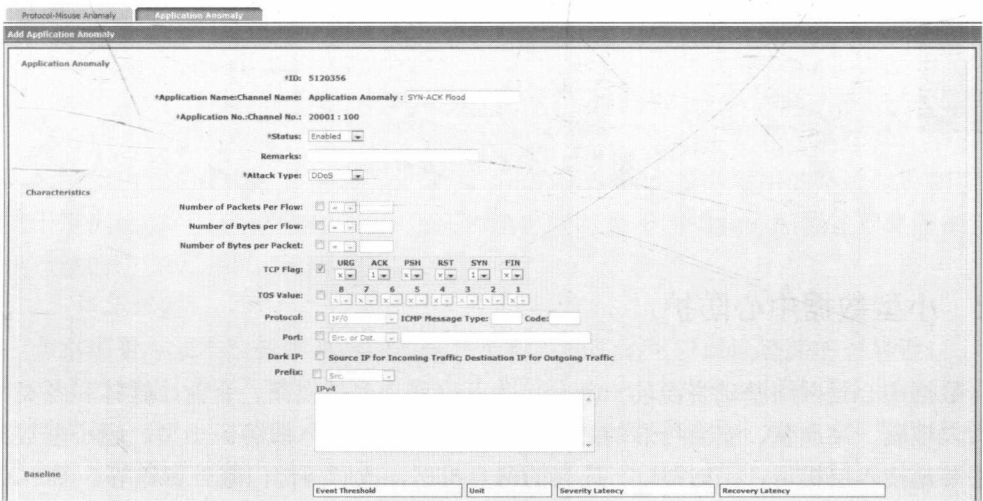 Protocol-Misuse Anomaly
Application Anomaly
Add Application Anomaly
Application Anomaly
*ID: 5120356
*Application Name:Channel Name: Application Anomaly : SYN-ACK Flood
*Application No.:Channel No.: 20001 : 100
*Status: Enabled
Remarks:
*Attack Type: DDoS
Characteristics
Number of Packets Per Flow: =
Number of Bytes per Flow: =
Number of Bytes per Packet: =
URG ACK PSH RST SYN FIN
TCP Flag: x 1 x x 1 x
8 7 6 5 4 3 2 1
TOS Value: x x x x x x x x
Protocol: IP/0 ICMP Message Type: Code:
Port: Src. or Dst.
Dark IP: Source IP for Incoming Traffic; Destination IP for Outgoing Traffic
Prefix: Src.
IPv4
Baseline
Event Threshold Unit Severity Latency Recovery Latency